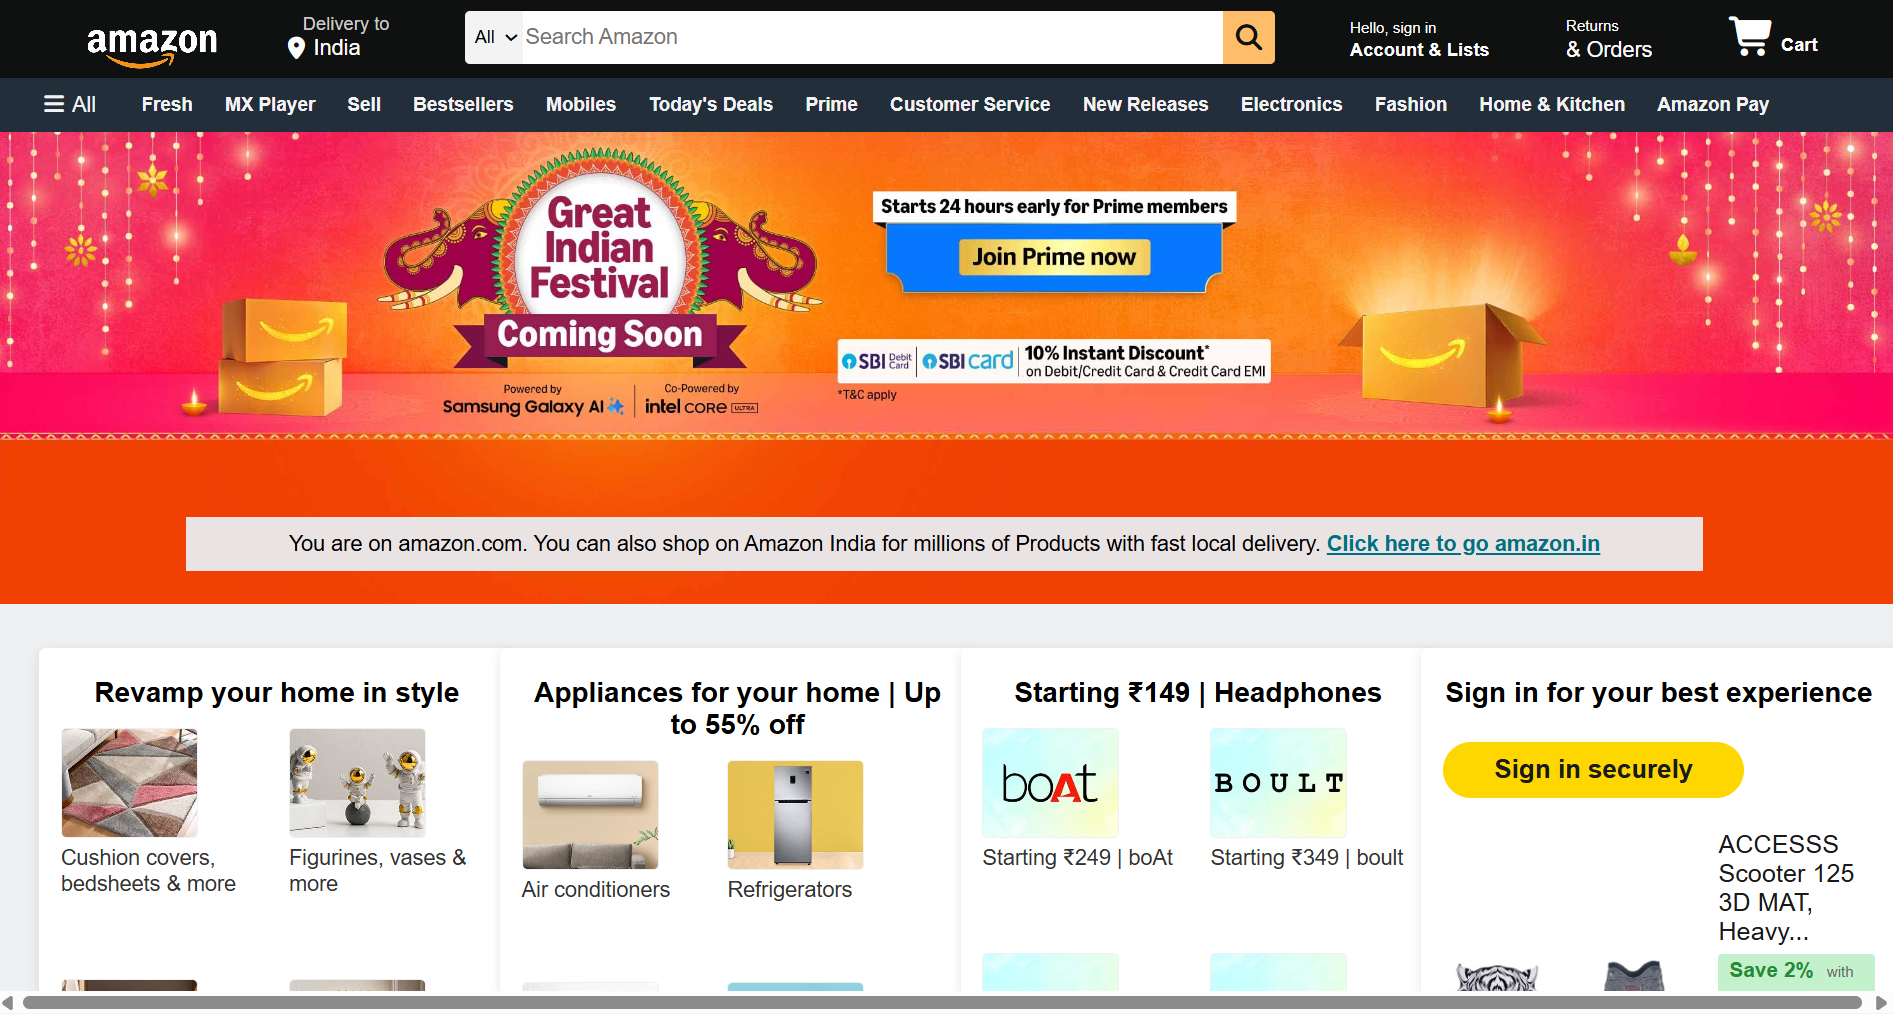 amazon
Delivery to
India
All
Search Amazon
Hello, sign in
Account & Lists
Returns
& Orders
Cart
All
Fresh
MX Player
Sell
Bestsellers
Mobiles
Today's Deals
Prime
Customer Service
New Releases
Electronics
Fashion
Home & Kitchen
Amazon Pay
Great
Indian
Festival
Coming Soon
Powered by
Samsung Galaxy AI
Co-Powered by
intel CORE ULTRA
Starts 24 hours early for Prime members
Join Prime now
SBI Debit Card
SBI card
10% Instant Discount*
on Debit/Credit Card & Credit Card EMI
*T&C apply
You are on amazon.com. You can also shop on Amazon India for millions of Products with fast local delivery. Click here to go amazon.in
Revamp your home in style
Cushion covers,
bedsheets & more
Figurines, vases &
more
Appliances for your home | Up
to 55% off
Air conditioners
Refrigerators
Starting ₹149 | Headphones
boAt
BOULT
Starting ₹249 | boAt
Starting ₹349 | boult
Sign in for your best experience
Sign in securely
ACCESSS
Scooter 125
3D MAT,
Heavy...
Save 2% with